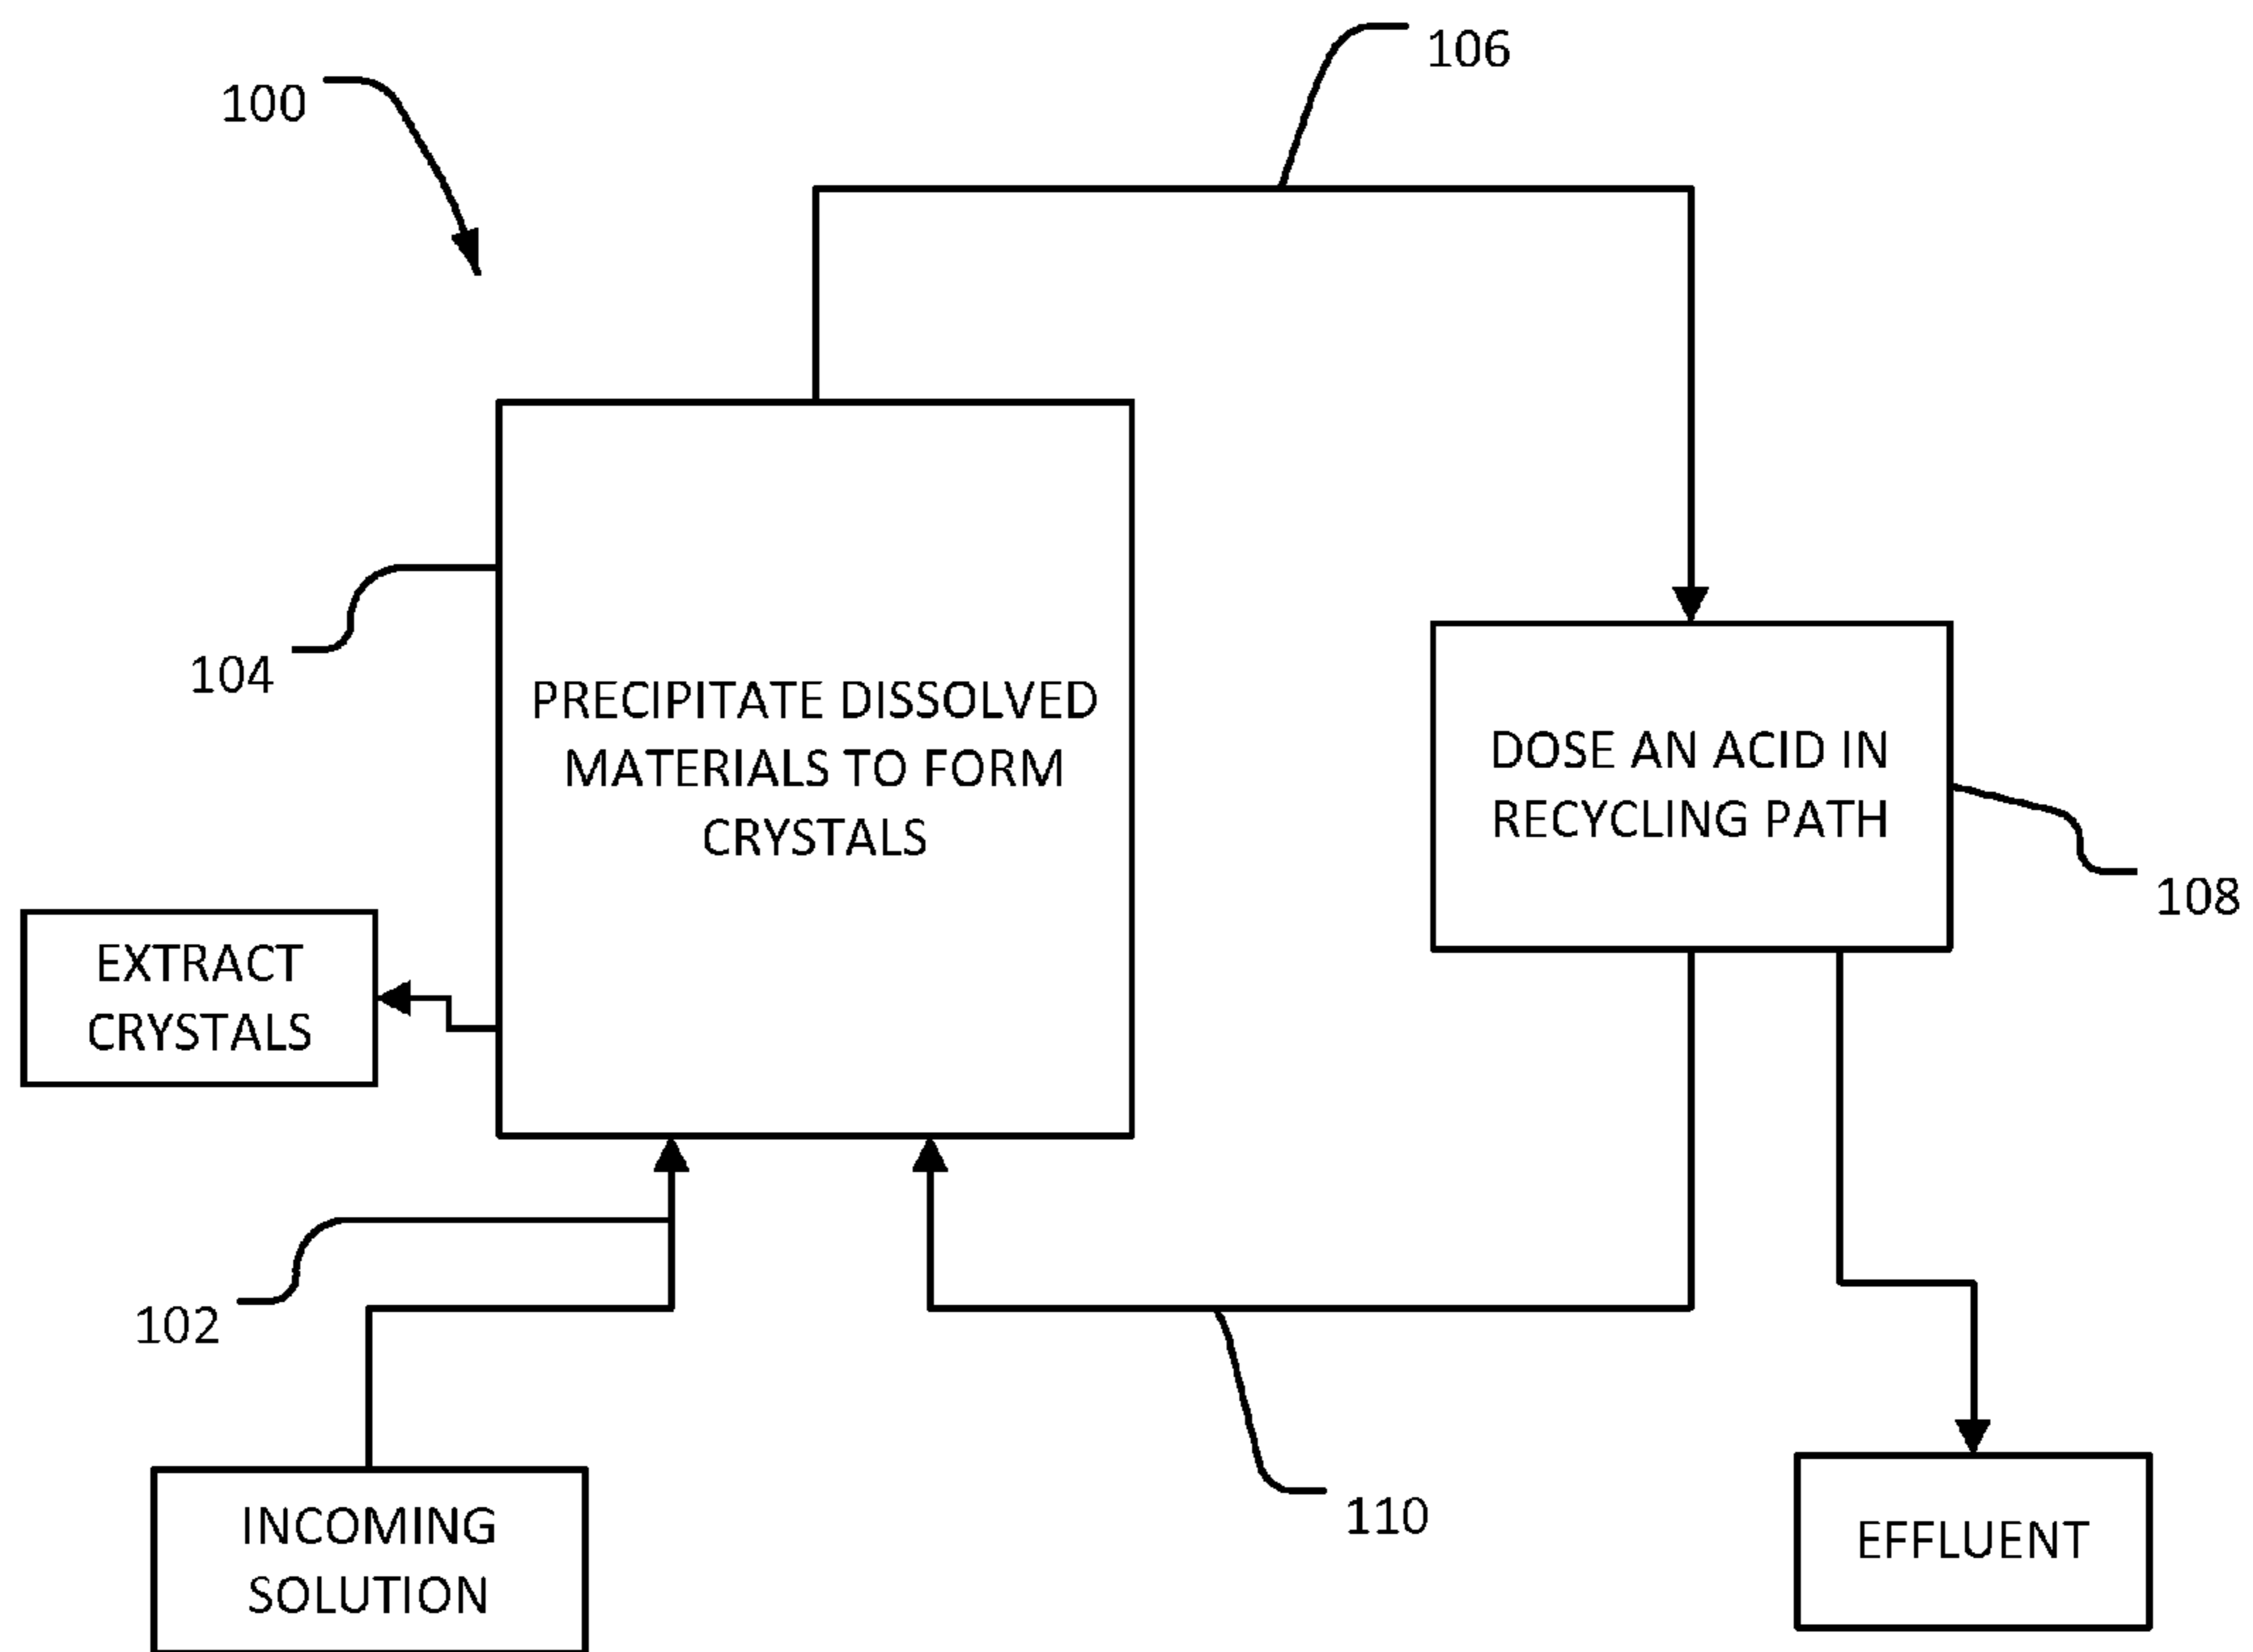 106
100
104
PRECIPITATE DISSOLVED
MATERIALS TO FORM
CRYSTALS
DOSE AN ACID IN
RECYCLING PATH
108
EXTRACT
CRYSTALS
102
110
INCOMING
SOLUTION
EFFLUENT